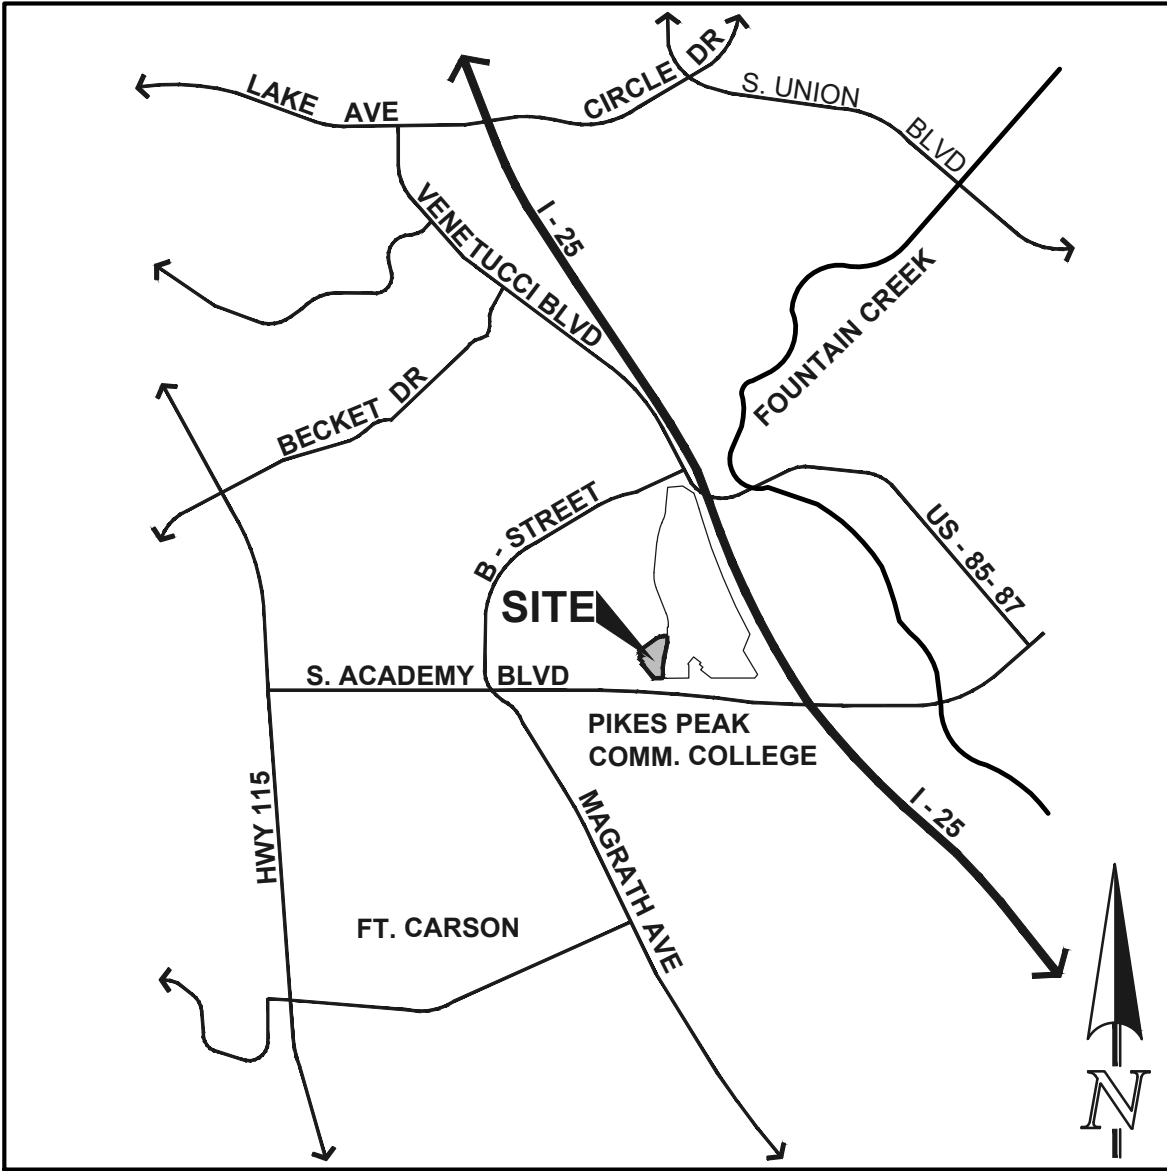 LAKE AVE
CIRCLE DR
S. UNION
BLVD
I - 25
VENETUCCI BLVD
FOUNTAIN CREEK
BECKET DR
B - STREET
US - 85- 87
SITE
S. ACADEMY BLVD
PIKES PEAK
COMM. COLLEGE
HWY 115
MAGRATH AVE
I - 25
FT. CARSON
N